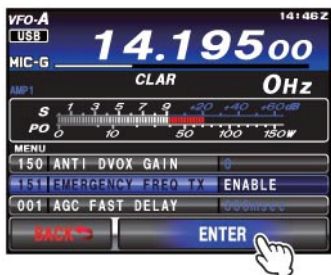 VFO-A 14:146Z
USB 14.19500
MIC-G
CLAR 0Hz
AMP1
S 1 3 5 7 9 +20 +40 +60dB
PO 0 10 50 100 150W
MENU
150 ANTI DVOX GAIN 0
151 EMERGENCY FREQ TX ENABLE
001 AGC FAST DELAY
BACK ENTER